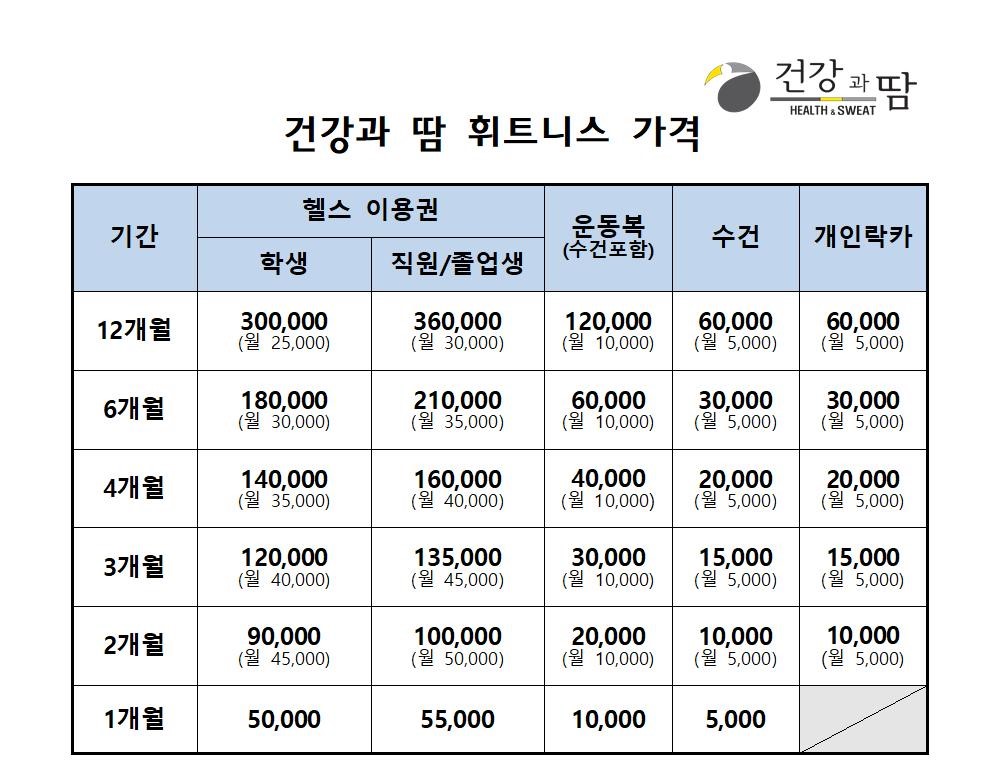 건강과 땀
HEALTH & SWEAT
건강과 땀 휘트니스 가격
기간 헬스 이용권 운동복 (수건포함) 수건 개인락카
학생 직원/졸업생
12개월 300,000 360,000 120,000 60,000 60,000
(월 25,000) (월 30,000) (월 10,000) (월 5,000) (월 5,000)
6개월 180,000 210,000 60,000 30,000 30,000
(월 30,000) (월 35,000) (월 10,000) (월 5,000) (월 5,000)
4개월 140,000 160,000 40,000 20,000 20,000
(월 35,000) (월 40,000) (월 10,000) (월 5,000) (월 5,000)
3개월 120,000 135,000 30,000 15,000 15,000
(월 40,000) (월 45,000) (월 10,000) (월 5,000) (월 5,000)
2개월 90,000 100,000 20,000 10,000 10,000
(월 45,000) (월 50,000) (월 10,000) (월 5,000) (월 5,000)
1개월 50,000 55,000 10,000 5,000